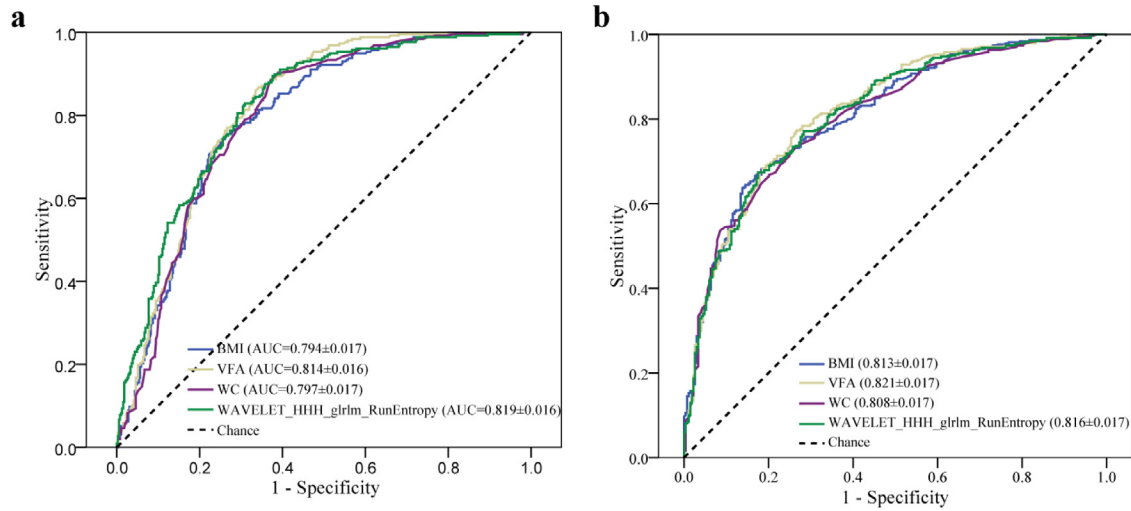 a
1.0
0.8
0.6
0.4
0.2
0.0
Sensitivity
BMI (AUC=0.794±0.017)
VFA (AUC=0.814±0.016)
WC (AUC=0.797±0.017)
WAVELET_HHH_glrlm_RunEntropy (AUC=0.819±0.016)
Chance
0.0 0.2 0.4 0.6 0.8 1.0
1 - Specificity
b
1.0
0.8
0.6
0.4
0.2
0.0
Sensitivity
BMI (0.813±0.017)
VFA (0.821±0.017)
WC (0.808±0.017)
WAVELET_HHH_glrlm_RunEntropy (0.816±0.017)
Chance
0.0 0.2 0.4 0.6 0.8 1.0
1 - Specificity